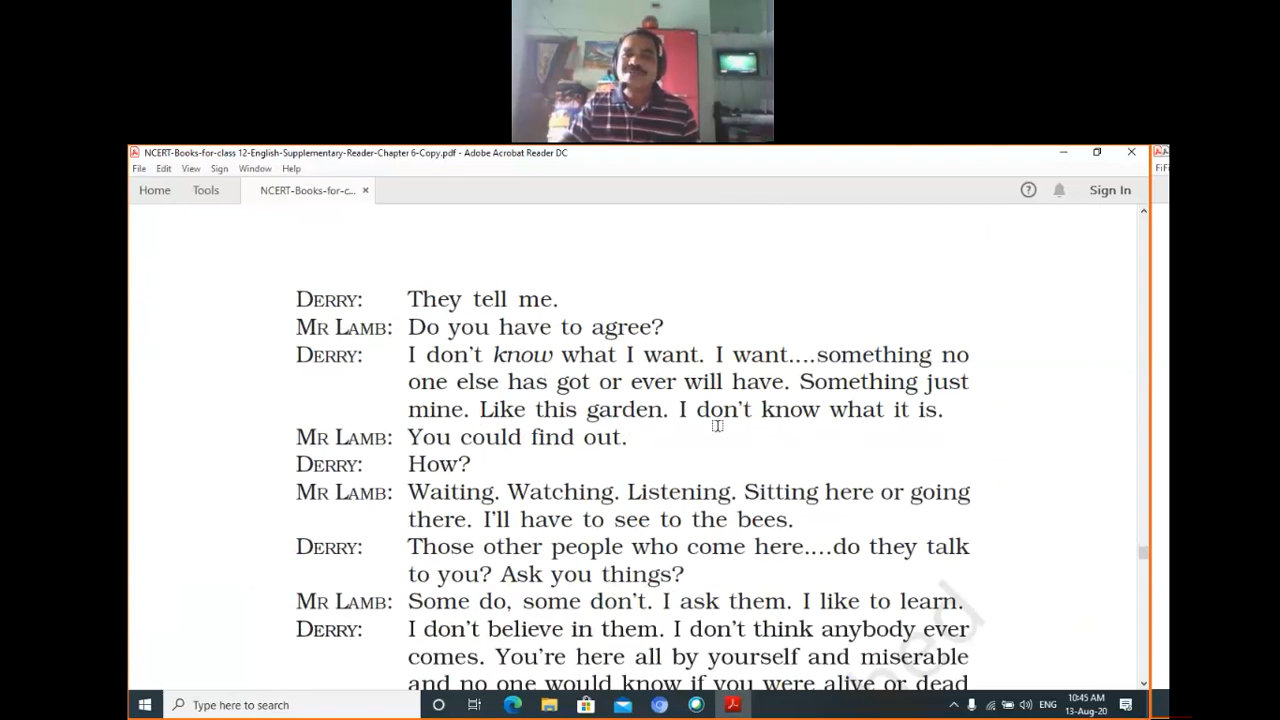 NCERT-Books-for-class 12-English-Supplementary-Reader-Chapter 6-Copy.pdf - Adobe Acrobat Reader DC
File Edit View Sign Window Help
Home Tools NCERT-Books-for-c... Sign In
FiFi
DERRY: They tell me.
MR LAMB: Do you have to agree?
DERRY: I don't know what I want. I want....something no
one else has got or ever will have. Something just
mine. Like this garden. I don't know what it is.
MR LAMB: You could find out.
DERRY: How?
MR LAMB: Waiting. Watching. Listening. Sitting here or going
there. I'll have to see to the bees.
DERRY: Those other people who come here....do they talk
to you? Ask you things?
MR LAMB: Some do, some don't. I ask them. I like to learn.
DERRY: I don't believe in them. I don't think anybody ever
comes. You're here all by yourself and miserable
and no one would know if you were alive or dead
Type here to search
ENG
10:45 AM
13-Aug-20